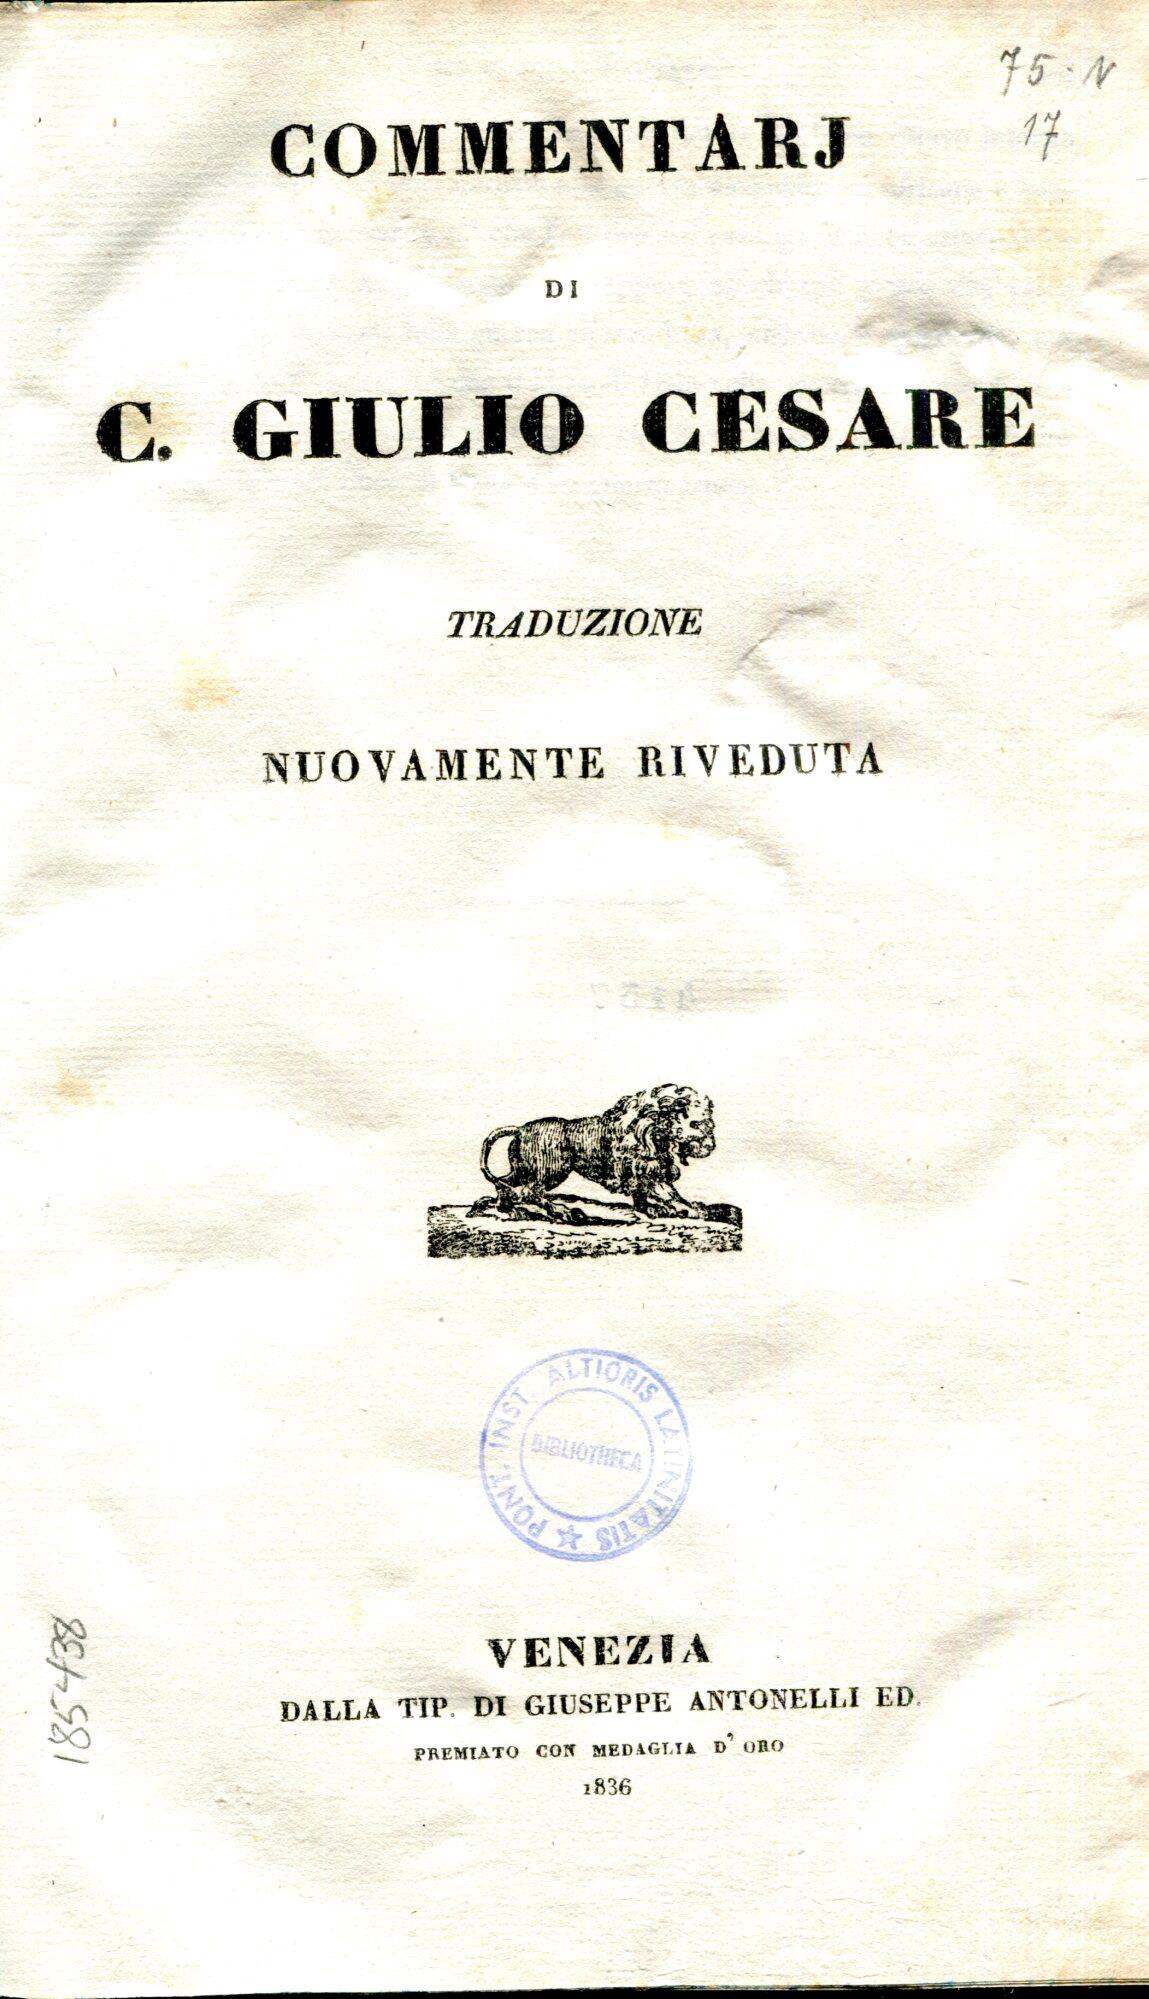 75·N
17
COMMENTARJ
DI
C. GIULIO CESARE
TRADUZIONE
NUOVAMENTE RIVEDUTA
PONT. INST. ALTIORIS LATINITATIS
BIBLIOTHECA
185438
VENEZIA
DALLA TIP. DI GIUSEPPE ANTONELLI ED.
PREMIATO CON MEDAGLIA D' ORO
1836